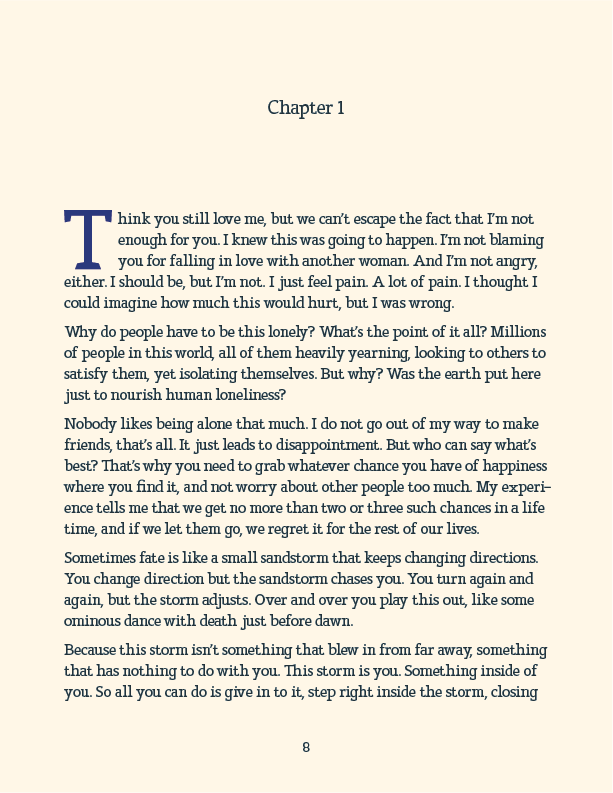 Chapter 1
Think you still love me, but we can’t escape the fact that I’m not
enough for you. I knew this was going to happen. I’m not blaming
you for falling in love with another woman. And I’m not angry,
either. I should be, but I’m not. I just feel pain. A lot of pain. I thought I
could imagine how much this would hurt, but I was wrong.
Why do people have to be this lonely? What’s the point of it all? Millions
of people in this world, all of them heavily yearning, looking to others to
satisfy them, yet isolating themselves. But why? Was the earth put here
just to nourish human loneliness?
Nobody likes being alone that much. I do not go out of my way to make
friends, that’s all. It just leads to disappointment. But who can say what’s
best? That’s why you need to grab whatever chance you have of happiness
where you find it, and not worry about other people too much. My experi-
ence tells me that we get no more than two or three such chances in a life
time, and if we let them go, we regret it for the rest of our lives.
Sometimes fate is like a small sandstorm that keeps changing directions.
You change direction but the sandstorm chases you. You turn again and
again, but the storm adjusts. Over and over you play this out, like some
ominous dance with death just before dawn.
Because this storm isn’t something that blew in from far away, something
that has nothing to do with you. This storm is you. Something inside of
you. So all you can do is give in to it, step right inside the storm, closing
8